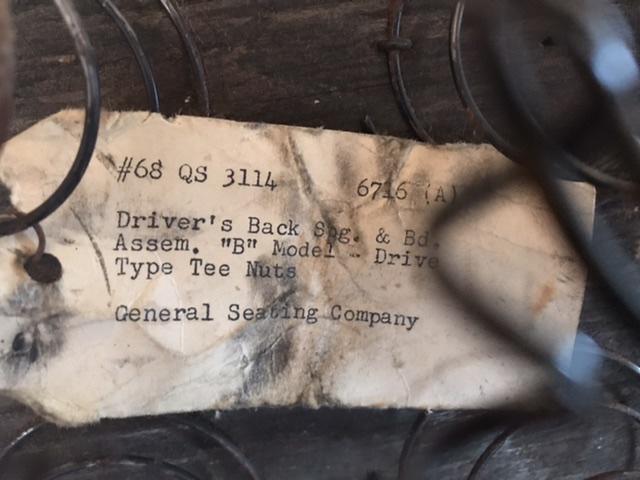 #68 QS 3114 6716 (A)
Driver's Back Spg. & Bd.
Assem. "B" Model - Drive
Type Tee Nuts
General Seating Company